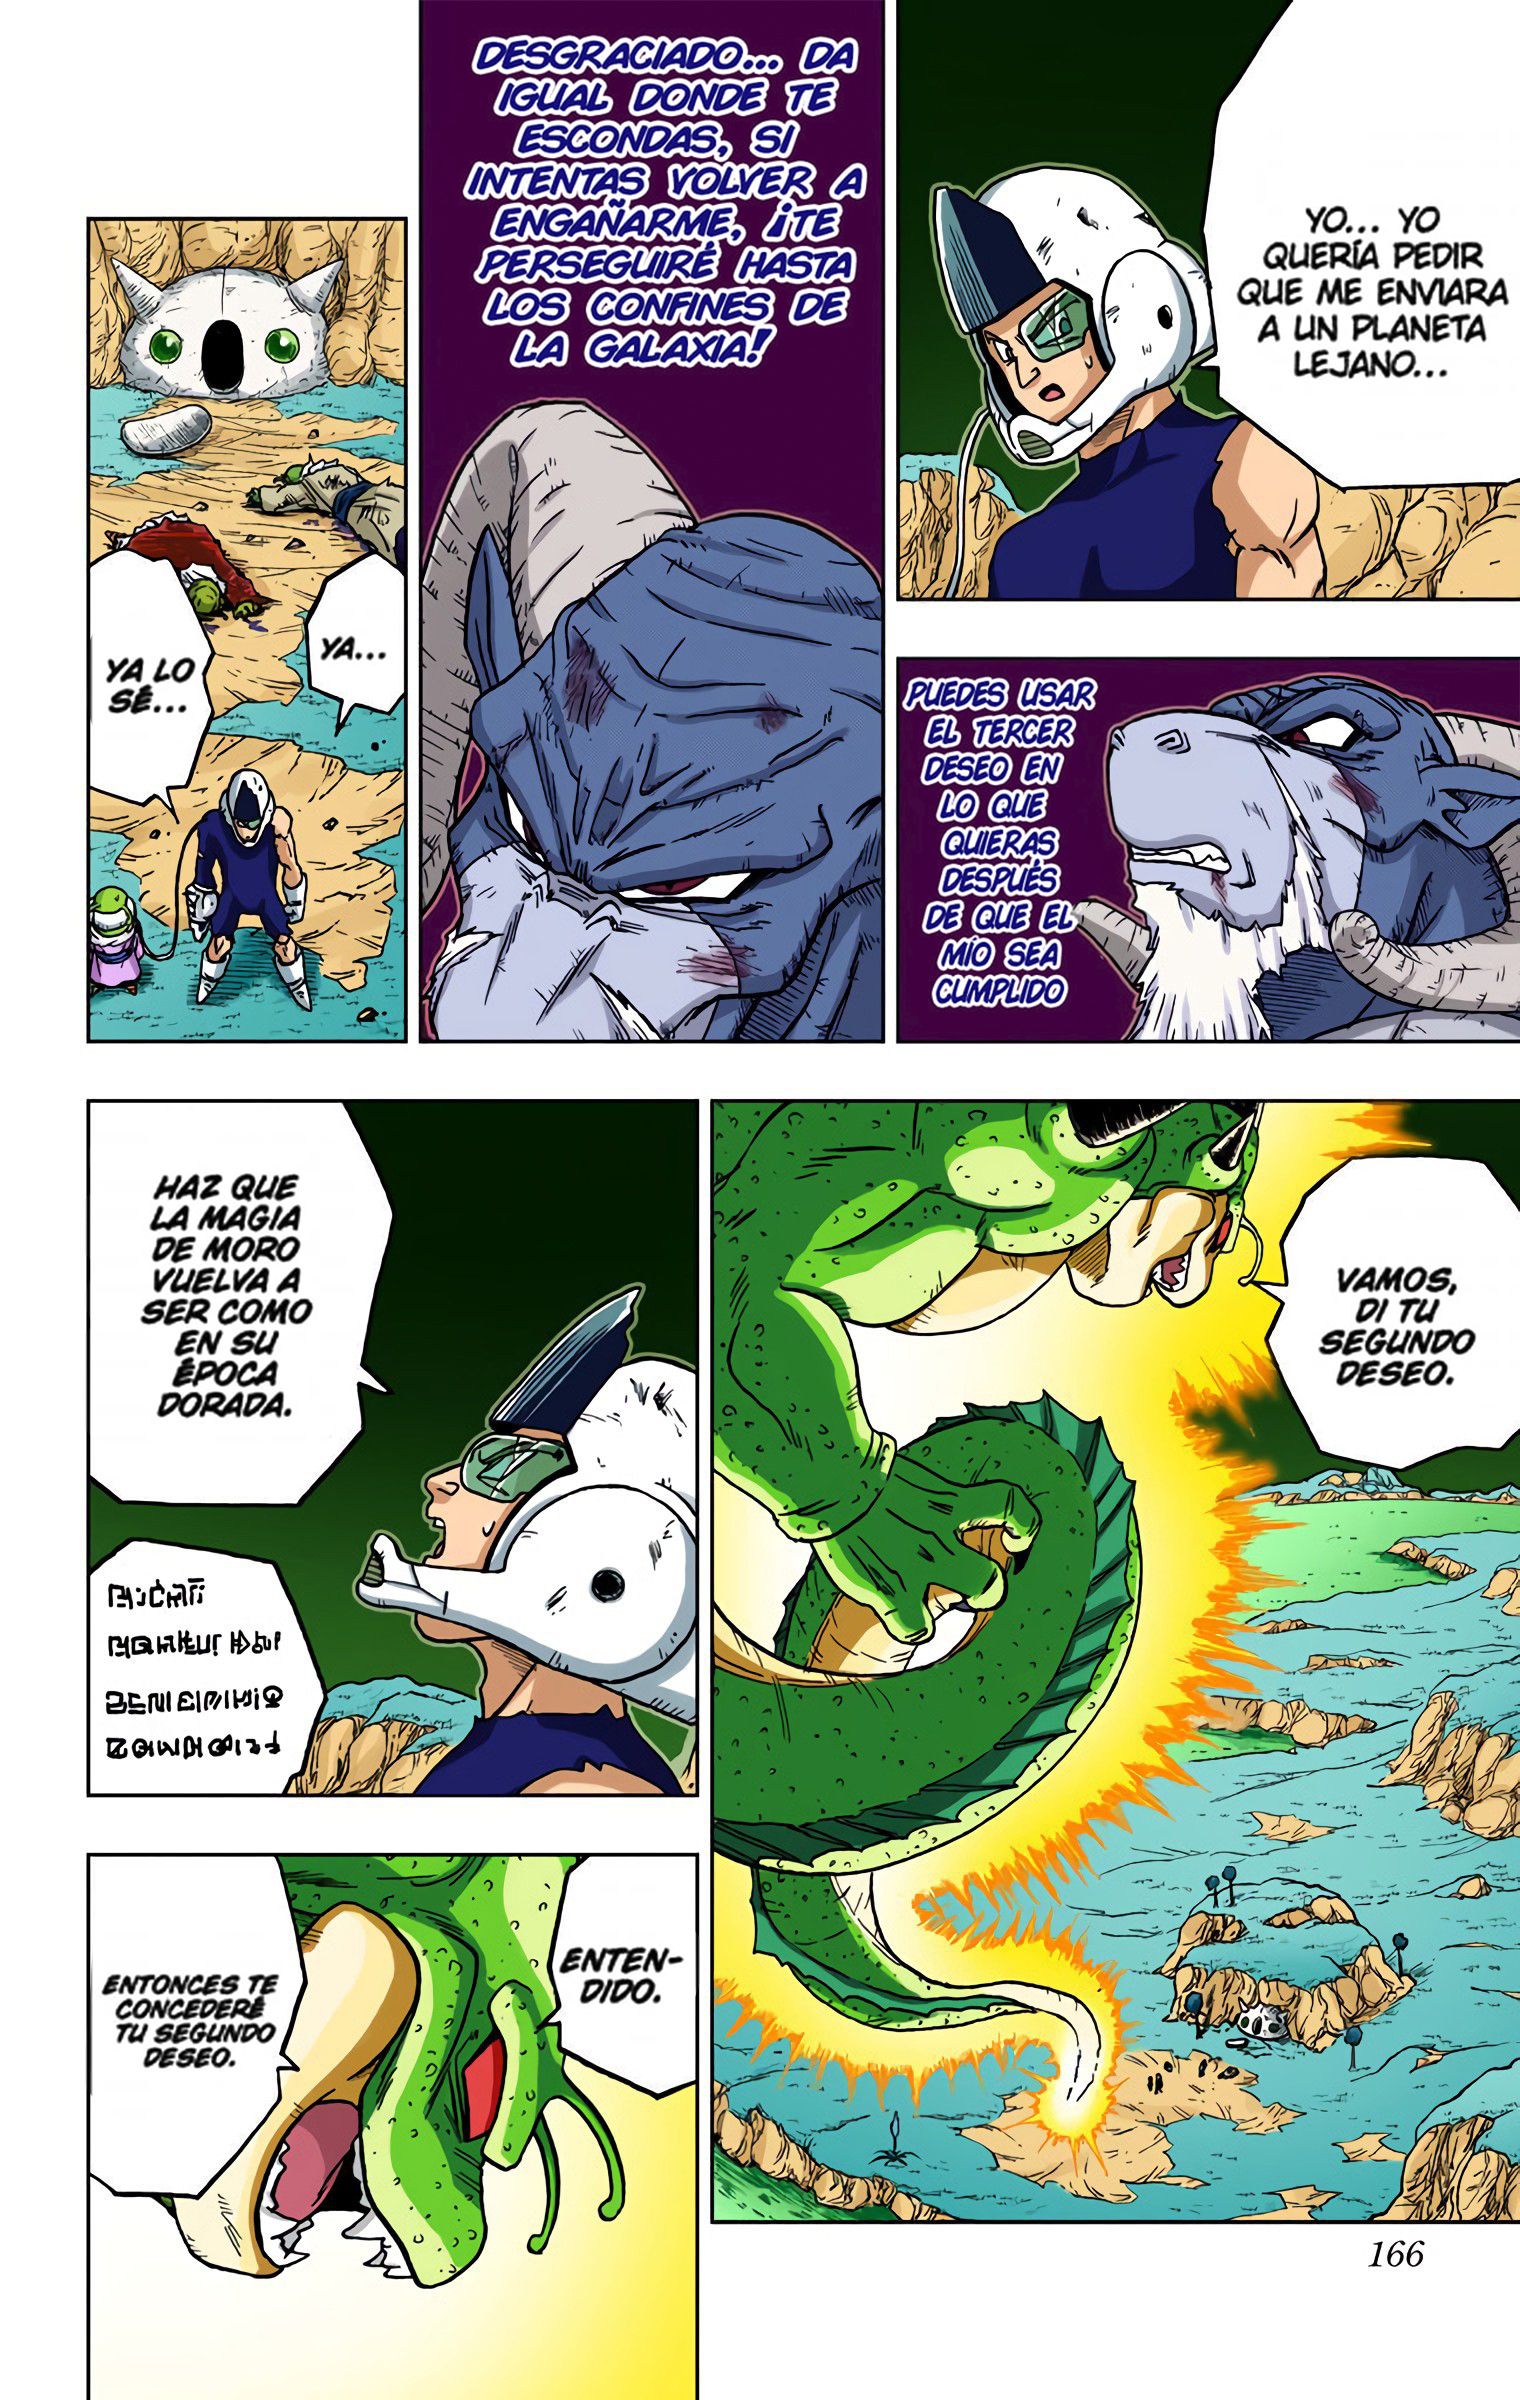 YO... YO
QUERÍA PEDIR
QUE ME ENVIARA
A UN PLANETA
LEJANO...
PUEDES USAR
EL TERCER
DESEO EN
LO QUE
QUIERAS
DESPUÉS
DE QUE EL
MÍO SEA
CUMPLIDO
DESGRACIADO... DA
IGUAL DONDE TE
ESCONDAS, SI
INTENTAS VOLVER A
ENGAÑARME, ¡TE
PERSEGUIRÉ HASTA
LOS CONFINES DE
LA GALAXIA!
YA...
YA LO
SÉ...
VAMOS,
DI TU
SEGUNDO
DESEO.
HAZ QUE
LA MAGIA
DE MORO
VUELVA A
SER COMO
EN SU
ÉPOCA
DORADA.
ENTEN-
DIDO.
ENTONCES TE
CONCEDERÉ
TU SEGUNDO
DESEO.
166